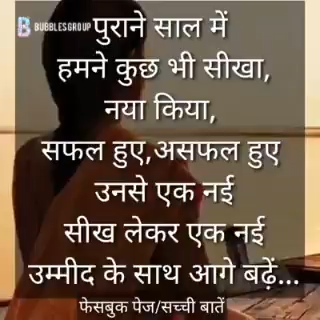 BUBBLESGROUP
पुराने साल में
हमने कुछ भी सीखा,
नया किया,
सफल हुए,असफल हुए
उनसे एक नई
सीख लेकर एक नई
उम्मीद के साथ आगे बढ़ें...
फेसबुक पेज/सच्ची बातें